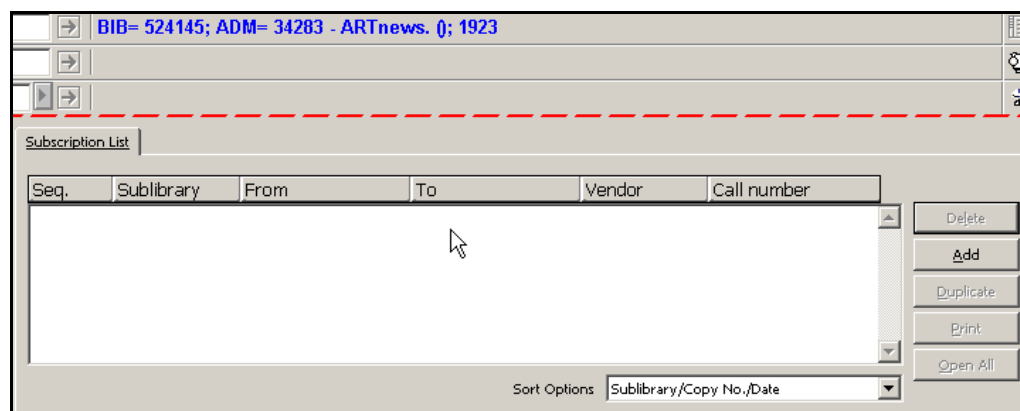 BIB= 524145; ADM= 34283 - ARTnews. (); 1923
Subscription List
Seq. Sublibrary From To Vendor Call number
Delete
Add
Duplicate
Print
Open All
Sort Options Sublibrary/Copy No./Date